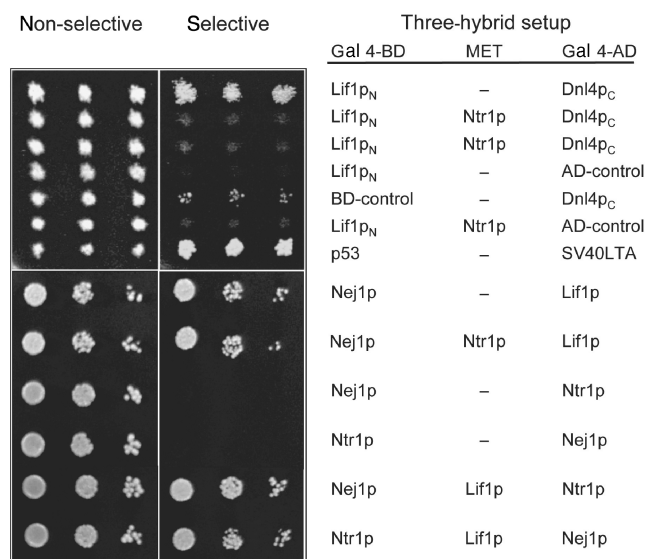 Non-selective Selective Three-hybrid setup
Gal 4-BD MET Gal 4-AD
Lif1pN – Dnl4pC
Lif1pN Ntr1p Dnl4pC
Lif1pN Ntr1p Dnl4pC
Lif1pN – AD-control
BD-control – Dnl4pC
Lif1pN Ntr1p AD-control
p53 – SV40LTA
Nej1p – Lif1p
Nej1p Ntr1p Lif1p
Nej1p – Ntr1p
Ntr1p – Nej1p
Nej1p Lif1p Ntr1p
Ntr1p Lif1p Nej1p